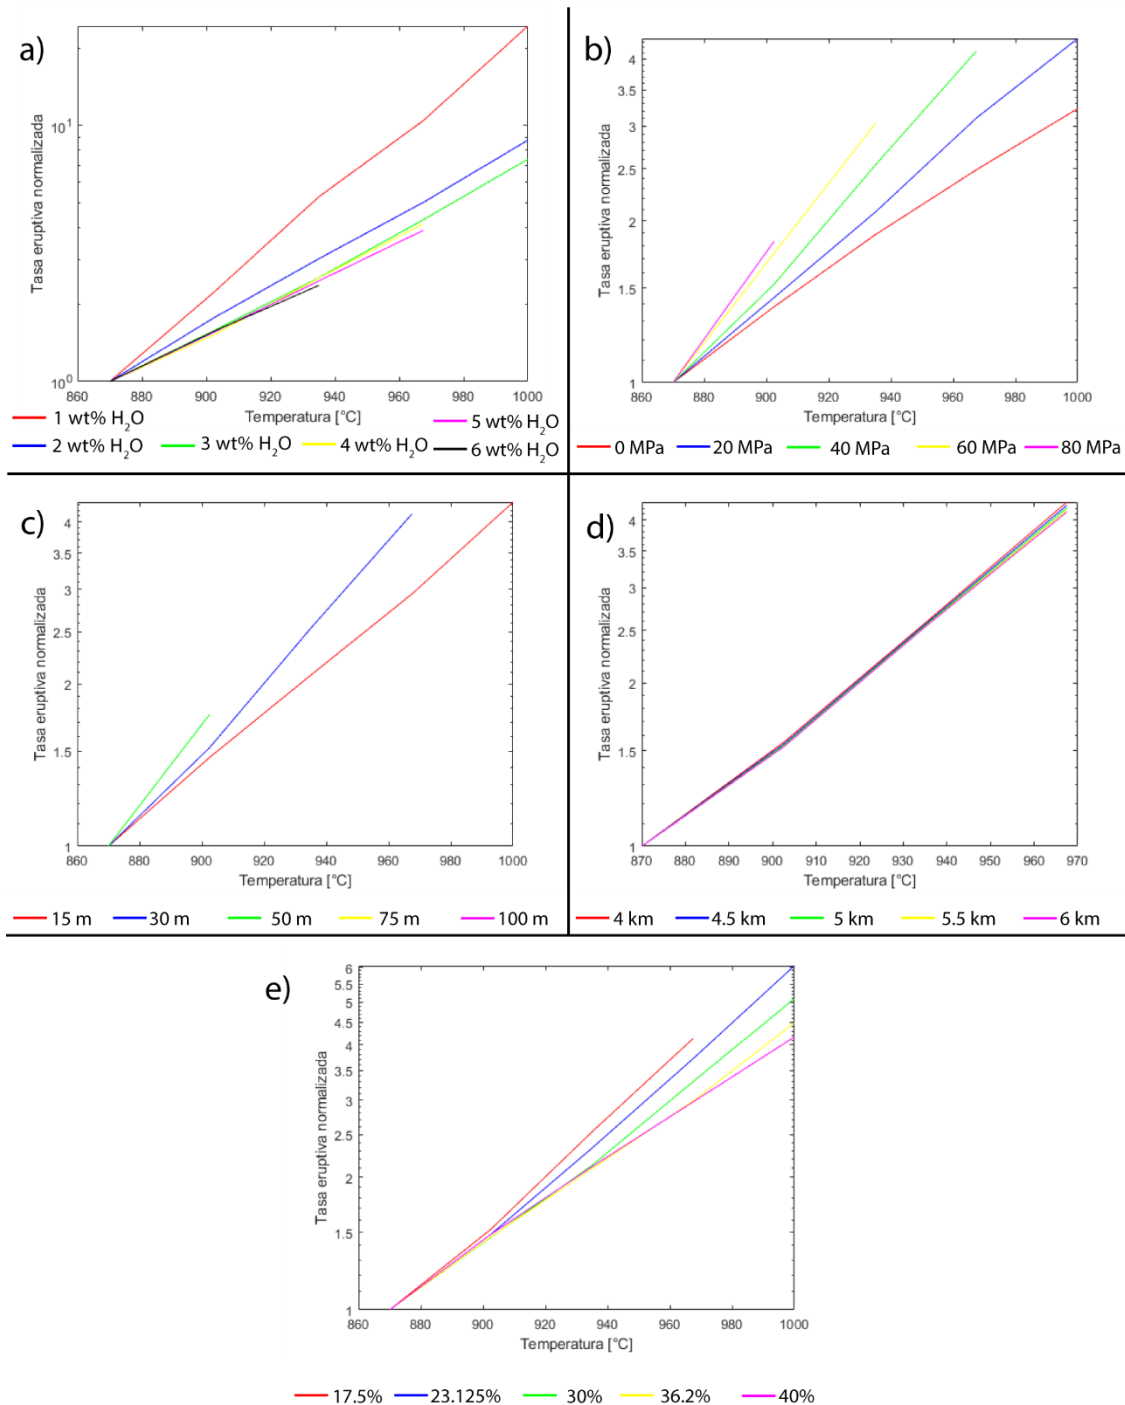 a)
Tasa eruptiva normalizada
10^1
10^0
860 880 900 920 940 960 980 1000
Temperatura [°C]
1 wt% H₂O
2 wt% H₂O
3 wt% H₂O
4 wt% H₂O
5 wt% H₂O
6 wt% H₂O
b)
Tasa eruptiva normalizada
4
3.5
3
2.5
2
1.5
1
860 880 900 920 940 960 980 1000
Temperatura [°C]
0 MPa 20 MPa 40 MPa 60 MPa 80 MPa
c)
Tasa eruptiva normalizada
4
3.5
3
2.5
2
1.5
1
860 880 900 920 940 960 980 1000
Temperatura [°C]
15 m 30 m 50 m 75 m 100 m
d)
Tasa eruptiva normalizada
4
3.5
3
2.5
2
1.5
1
870 880 890 900 910 920 930 940 950 960 970
Temperatura [°C]
4 km 4.5 km 5 km 5.5 km 6 km
e)
Tasa eruptiva normalizada
6
5.5
5
4.5
4
3.5
3
2.5
2
1.5
1
860 880 900 920 940 960 980 1000
Temperatura [°C]
17.5% 23.125% 30% 36.2% 40%